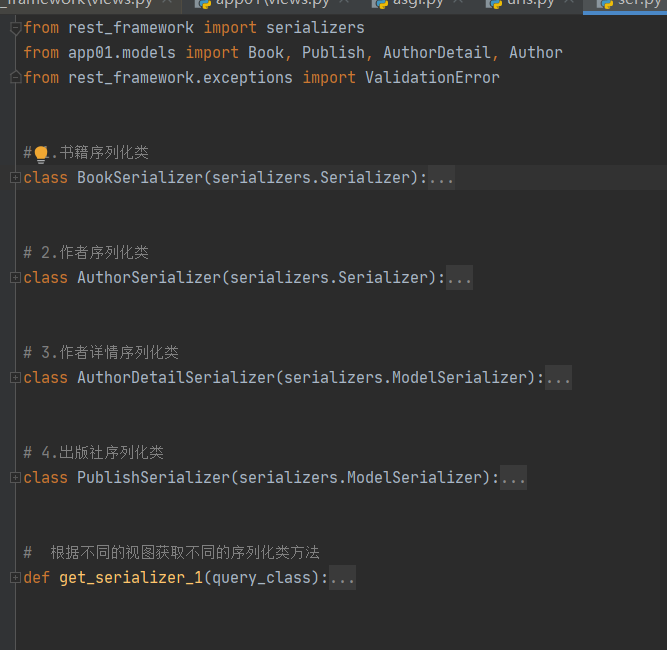 _framework\views.py app01\views.py asgi.py urls.py ser.py
from rest_framework import serializers
from app01.models import Book, Publish, AuthorDetail, Author
from rest_framework.exceptions import ValidationError
# .书籍序列化类
class BookSerializer(serializers.Serializer):...
# 2.作者序列化类
class AuthorSerializer(serializers.Serializer):...
# 3.作者详情序列化类
class AuthorDetailSerializer(serializers.ModelSerializer):...
# 4.出版社序列化类
class PublishSerializer(serializers.ModelSerializer):...
#  根据不同的视图获取不同的序列化类方法
def get_serializer_1(query_class):...